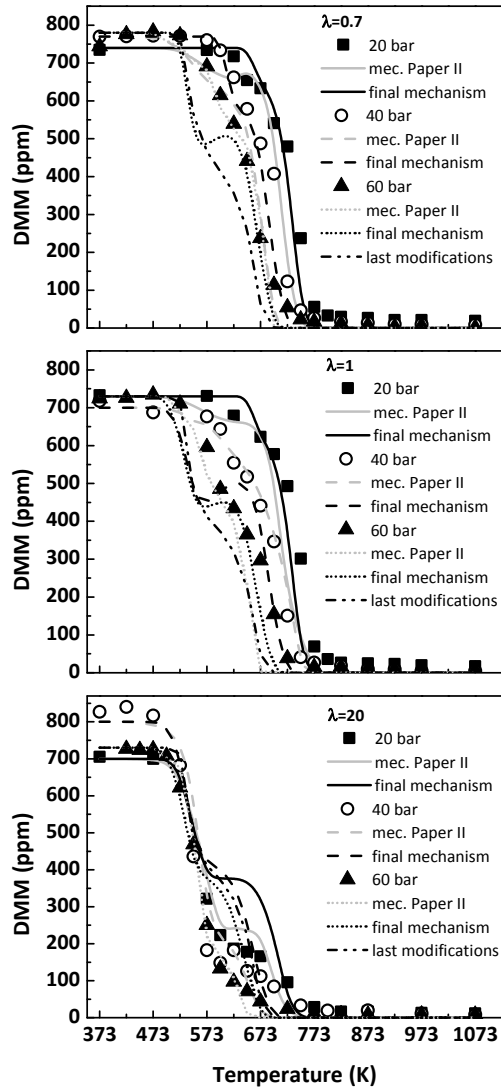 λ=0.7
20 bar
mec. Paper II
final mechanism
40 bar
mec. Paper II
final mechanism
60 bar
mec. Paper II
final mechanism
last modifications
DMM (ppm)
800
700
600
500
400
300
200
100
0
λ=1
20 bar
mec. Paper II
final mechanism
40 bar
mec. Paper II
final mechanism
60 bar
mec. Paper II
final mechanism
last modifications
DMM (ppm)
800
700
600
500
400
300
200
100
0
λ=20
20 bar
mec. Paper II
final mechanism
40 bar
mec. Paper II
final mechanism
60 bar
mec. Paper II
final mechanism
last modifications
DMM (ppm)
800
700
600
500
400
300
200
100
0
473 473 573 673 773 873 973 1073
Temperature (K)